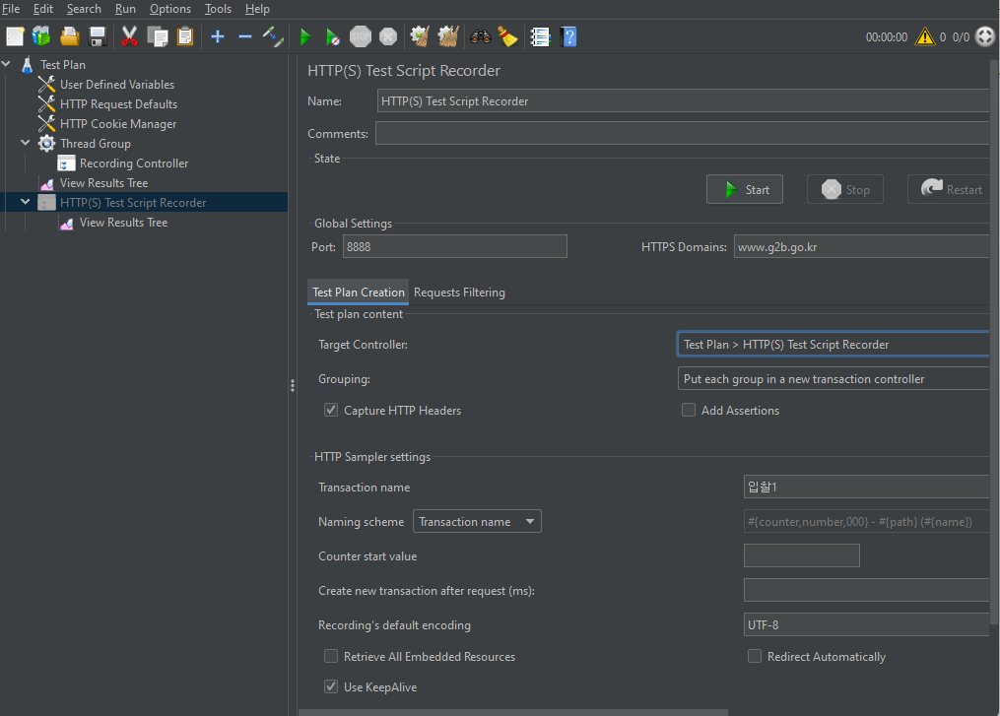 File Edit Search Run Options Tools Help
00:00:00 0 0/0
Test Plan
User Defined Variables
HTTP Request Defaults
HTTP Cookie Manager
Thread Group
Recording Controller
View Results Tree
HTTP(S) Test Script Recorder
View Results Tree
HTTP(S) Test Script Recorder
Name: HTTP(S) Test Script Recorder
Comments:
State
Start Stop Restart
Global Settings
Port: 8888 HTTPS Domains: www.g2b.go.kr
Test Plan Creation Requests Filtering
Test plan content
Target Controller: Test Plan > HTTP(S) Test Script Recorder
Grouping: Put each group in a new transaction controller
Capture HTTP Headers Add Assertions
HTTP Sampler settings
Transaction name 입찰1
Naming scheme Transaction name #{counter,number,000} - #{path} (#{name})
Counter start value
Create new transaction after request (ms):
Recording's default encoding UTF-8
Retrieve All Embedded Resources Redirect Automatically
Use KeepAlive